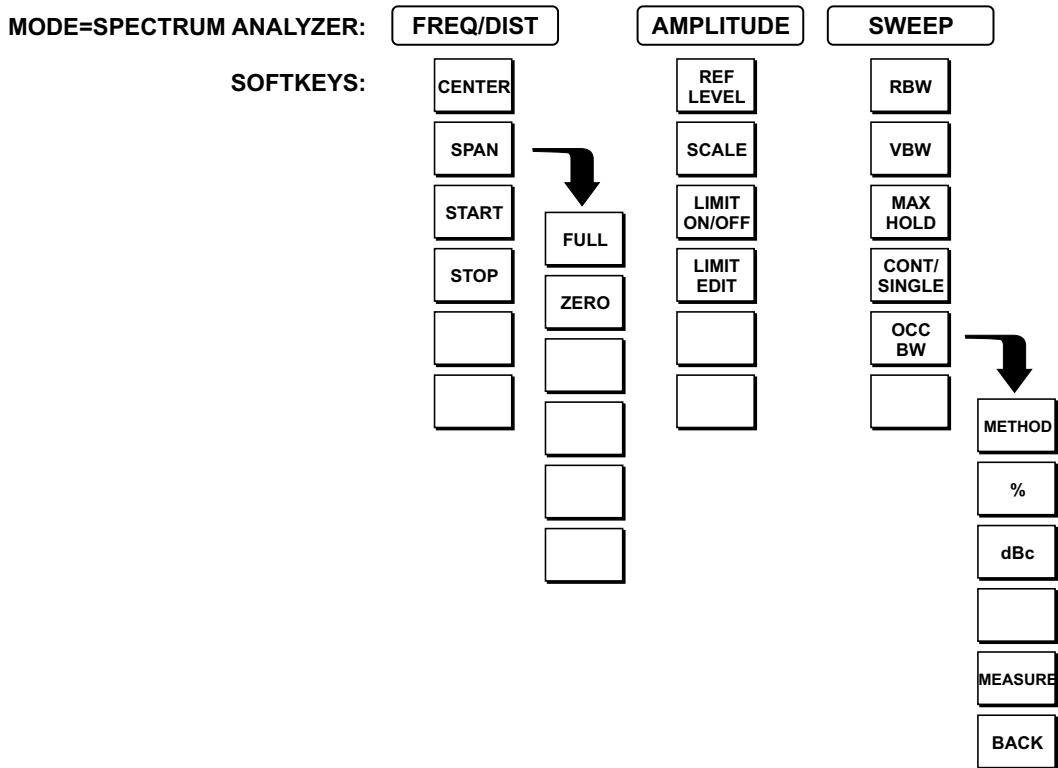 MODE=SPECTRUM ANALYZER:
FREQ/DIST
AMPLITUDE
SWEEP
SOFTKEYS:
CENTER
SPAN
START
STOP
FULL
ZERO
REF
LEVEL
SCALE
LIMIT
ON/OFF
LIMIT
EDIT
RBW
VBW
MAX
HOLD
CONT/
SINGLE
OCC
BW
METHOD
%
dBc
MEASURE
BACK